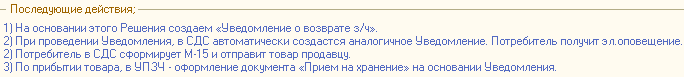 Последующие действия;
1) На основании этого Решения создаем «Уведомление о возврате з/ч».
2) При проведении Уведомления, в СДС автоматически создастся аналогичное Уведомление. Потребитель получит эл.оповещение.
2) Потребитель в СДС сформирует М-15 и отправит товар продавцу.
3) По прибытии товара, в УПЗЧ - оформление документа «Прием на хранение» на основании Уведомления.